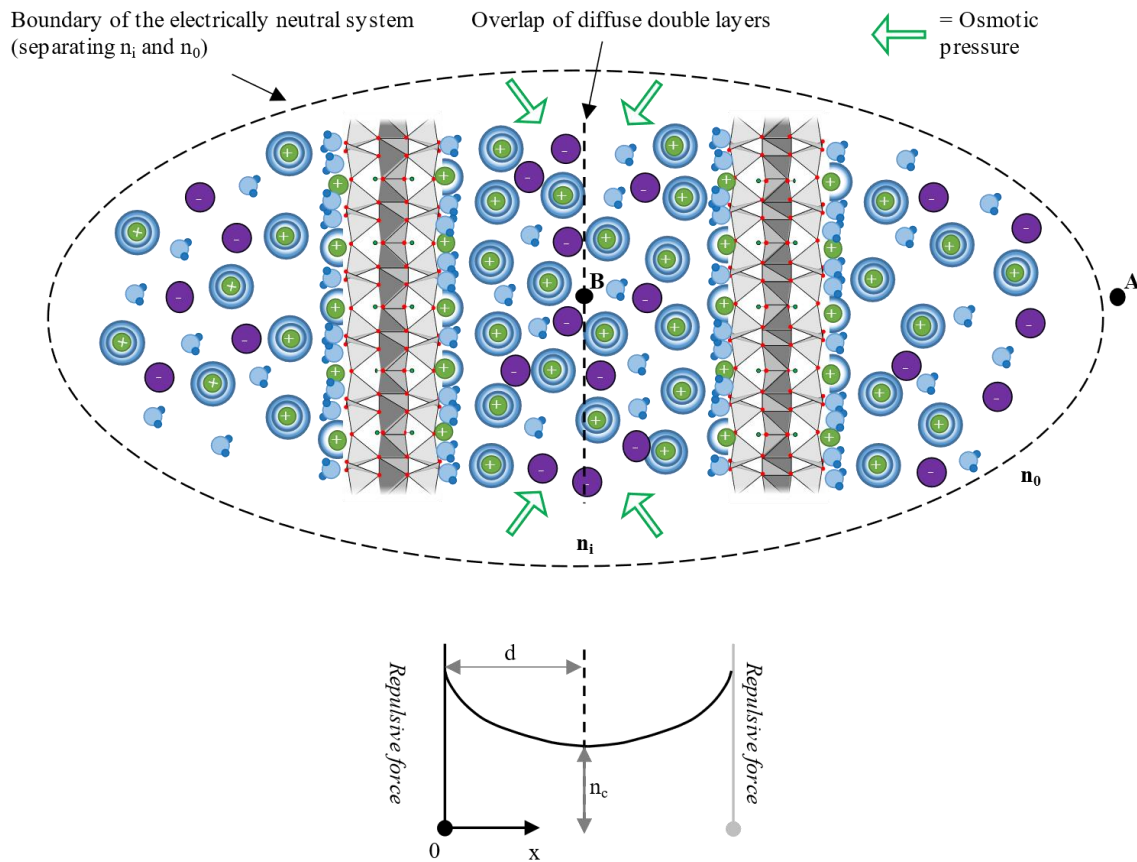 Boundary of the electrically neutral system
(separating nᵢ and n₀)
Overlap of diffuse double layers
= Osmotic
pressure
B
A
n₀
nᵢ
d
Repulsive force
Repulsive force
n꜀
0
x